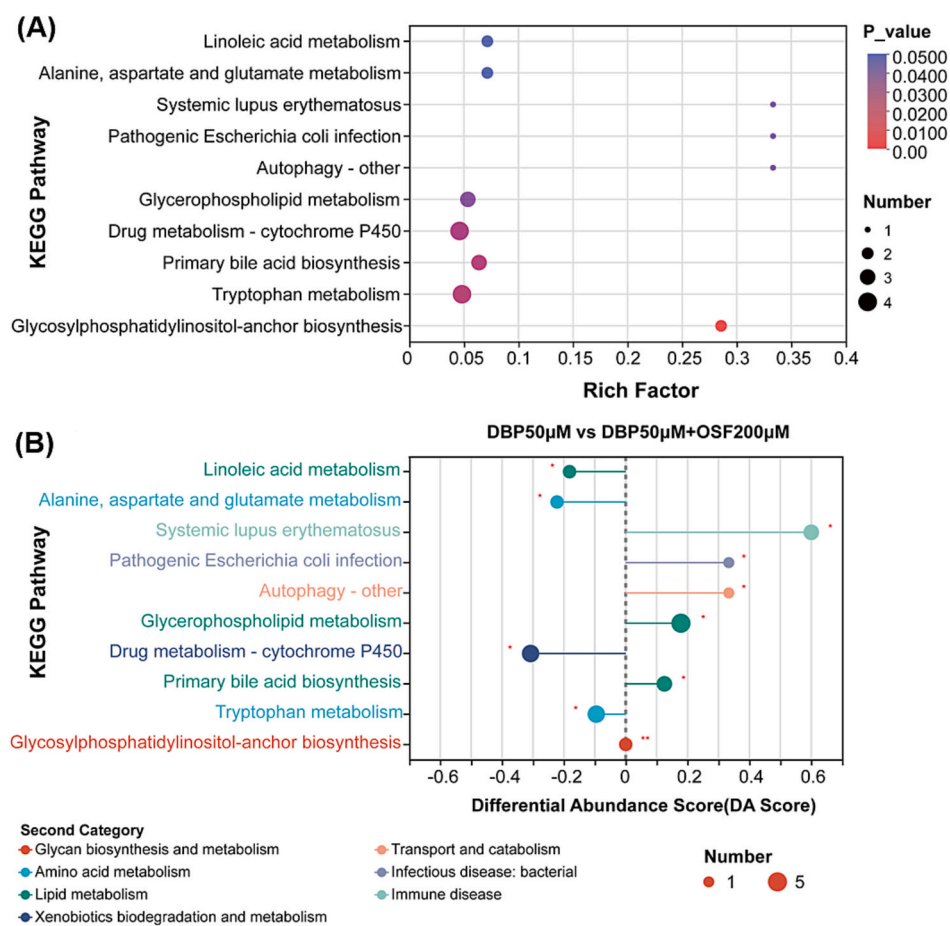 (A)
Linoleic acid metabolism
Alanine, aspartate and glutamate metabolism
Systemic lupus erythematosus
Pathogenic Escherichia coli infection
Autophagy - other
Glycerophospholipid metabolism
Drug metabolism - cytochrome P450
Primary bile acid biosynthesis
Tryptophan metabolism
Glycosylphosphatidylinositol-anchor biosynthesis
KEGG Pathway
0 0.05 0.1 0.15 0.2 0.25 0.3 0.35 0.4
Rich Factor
P_value
0.0500
0.0400
0.0300
0.0200
0.0100
0.00
Number
1
2
3
4
(B)
DBP50μM vs DBP50μM+OSF200μM
Linoleic acid metabolism *
Alanine, aspartate and glutamate metabolism *
Systemic lupus erythematosus *
Pathogenic Escherichia coli infection *
Autophagy - other *
Glycerophospholipid metabolism *
Drug metabolism - cytochrome P450 *
Primary bile acid biosynthesis *
Tryptophan metabolism *
Glycosylphosphatidylinositol-anchor biosynthesis **
KEGG Pathway
-0.6 -0.4 -0.2 0 0.2 0.4 0.6
Differential Abundance Score(DA Score)
Second Category
Glycan biosynthesis and metabolism
Amino acid metabolism
Lipid metabolism
Xenobiotics biodegradation and metabolism
Transport and catabolism
Infectious disease: bacterial
Immune disease
Number
1 5